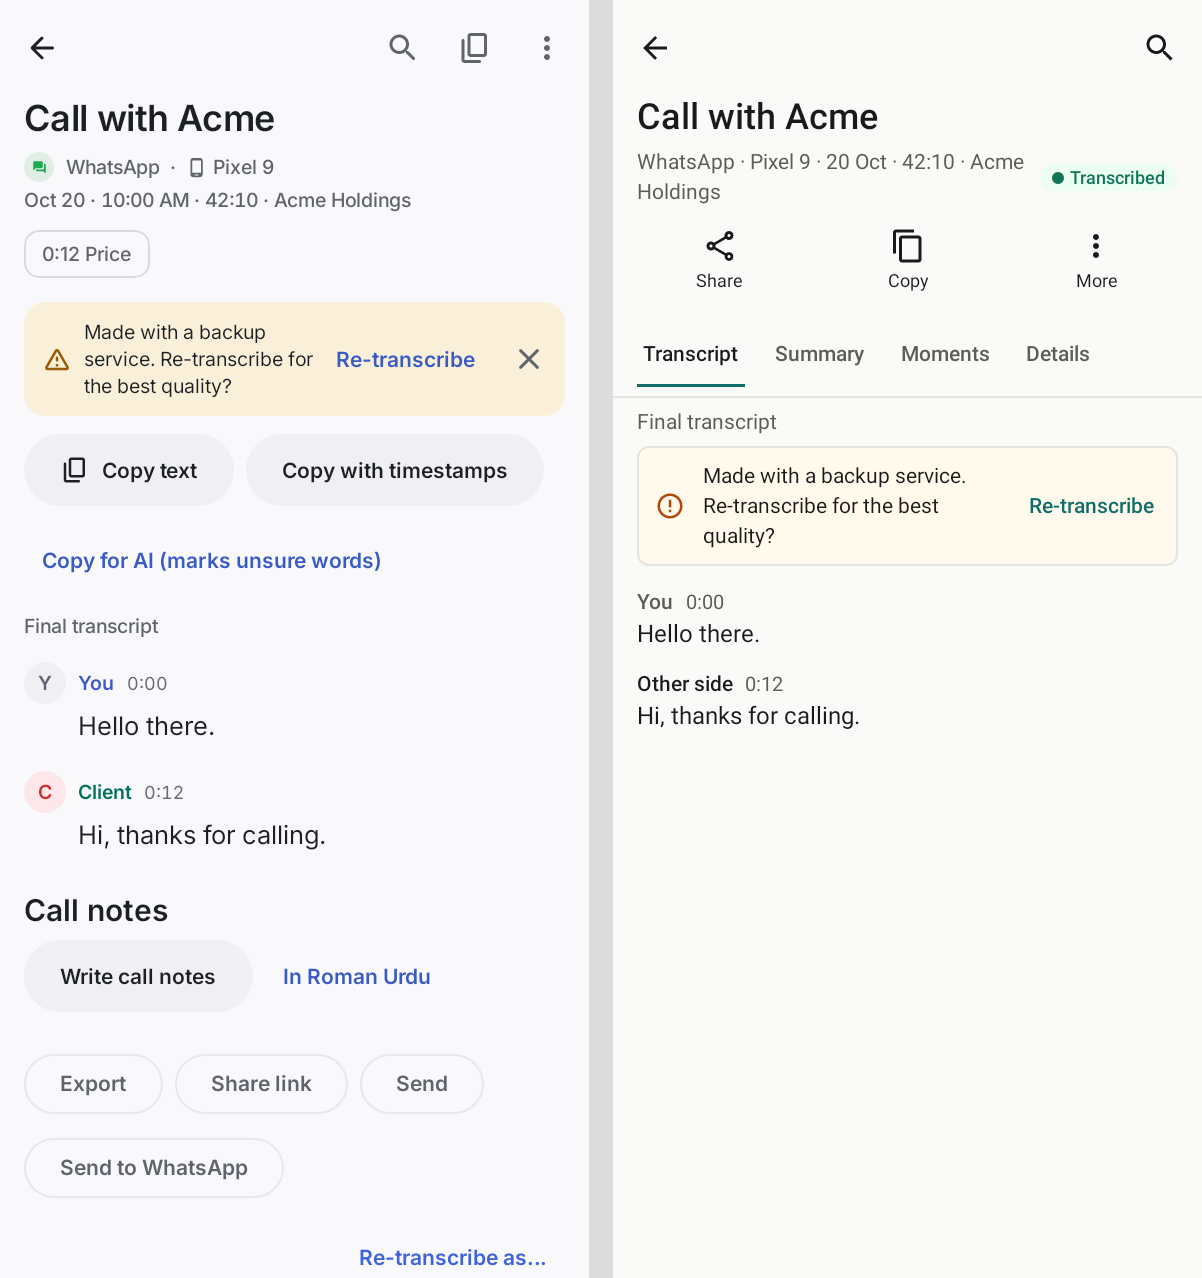 Call with Acme
WhatsApp · Pixel 9
Oct 20 · 10:00 AM · 42:10 · Acme Holdings
0:12 Price
Made with a backup
service. Re-transcribe for
the best quality?
Re-transcribe
Copy text
Copy with timestamps
Copy for AI (marks unsure words)
Final transcript
Y
You 0:00
Hello there.
C
Client 0:12
Hi, thanks for calling.
Call notes
Write call notes
In Roman Urdu
Export
Share link
Send
Send to WhatsApp
Re-transcribe as...
Call with Acme
WhatsApp · Pixel 9 · 20 Oct · 42:10 · Acme
Holdings
Transcribed
Share
Copy
More
Transcript
Summary
Moments
Details
Final transcript
Made with a backup service.
Re-transcribe for the best
quality?
Re-transcribe
You 0:00
Hello there.
Other side 0:12
Hi, thanks for calling.